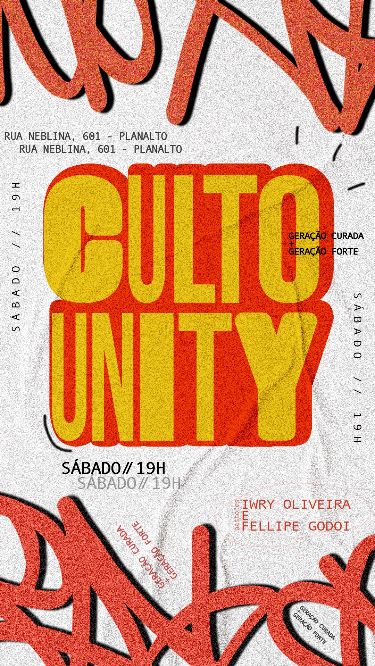 RUA NEBLINA, 601 - PLANALTO
RUA NEBLINA, 601 - PLANALTO
SÁBADO // 19H
CULTO
UNITY
GERAÇÃO CURADA
GERAÇÃO FORTE
SÁBADO // 19H
SÁBADO// 19H
SÁBADO// 19H
IWRY OLIVEIRA
E
FELLIPE GODOI
GERAÇÃO CURADA
GERAÇÃO FORTE
GERAÇÃO CURADA
GERAÇÃO FORTE